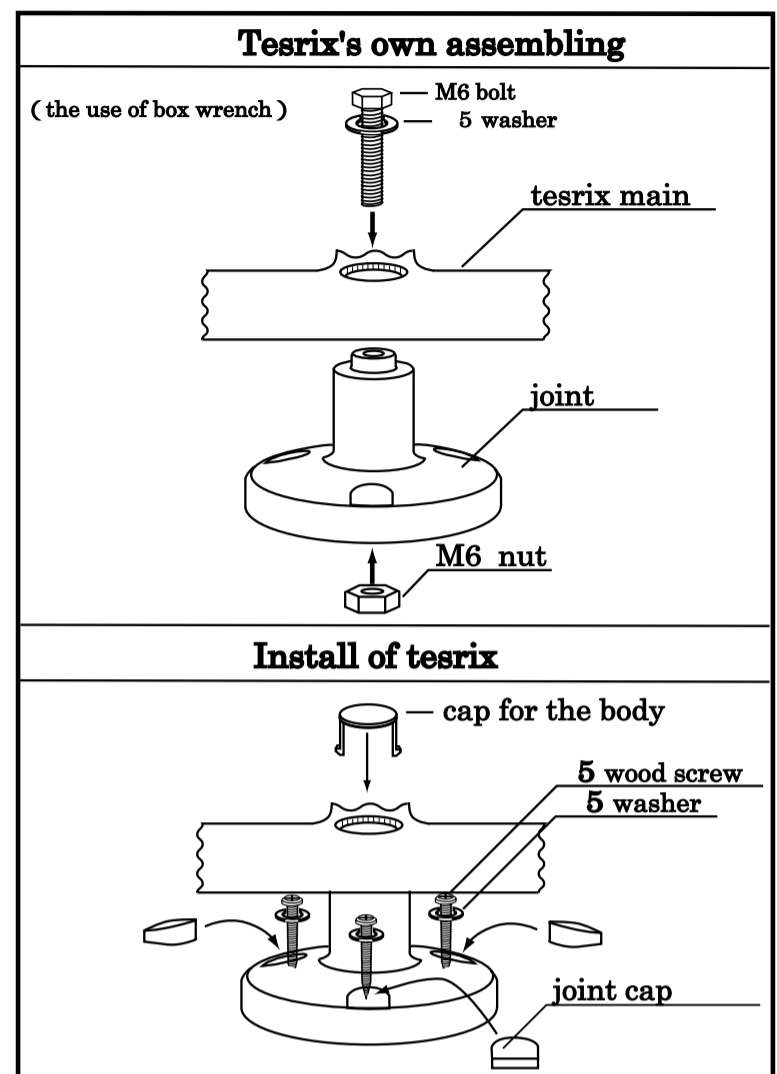 Tesrix's own assembling
( the use of box wrench )
M6 bolt
5 washer
tesrix main
joint
M6 nut
Install of tesrix
cap for the body
5 wood screw
5 washer
joint cap